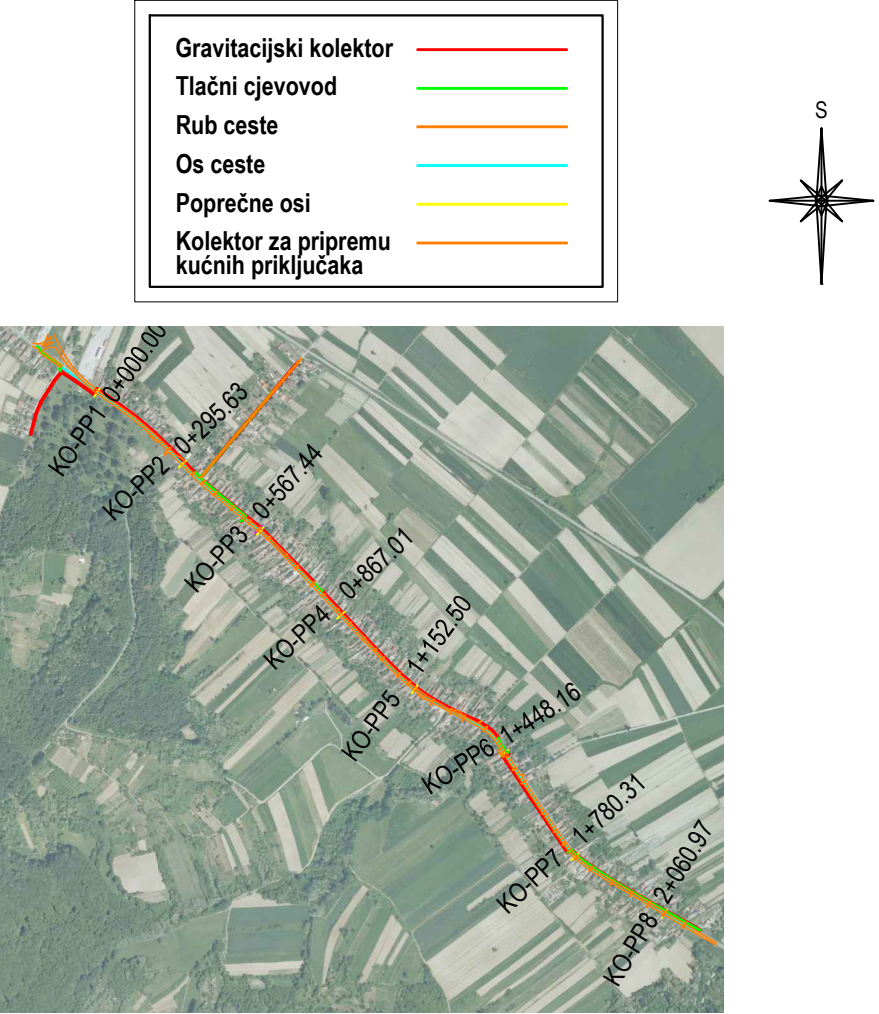 Gravitacijski kolektor
Tlačni cjevovod
Rub ceste
Os ceste
Poprečne osi
Kolektor za pripremu
kućnih priključaka
S
KO-PP1 0+000.00
KO-PP2 0+295.63
KO-PP3 0+567.44
KO-PP4 0+867.01
KO-PP5 1+152.50
KO-PP6 1+448.16
KO-PP7 1+780.31
KO-PP8 2+060.97